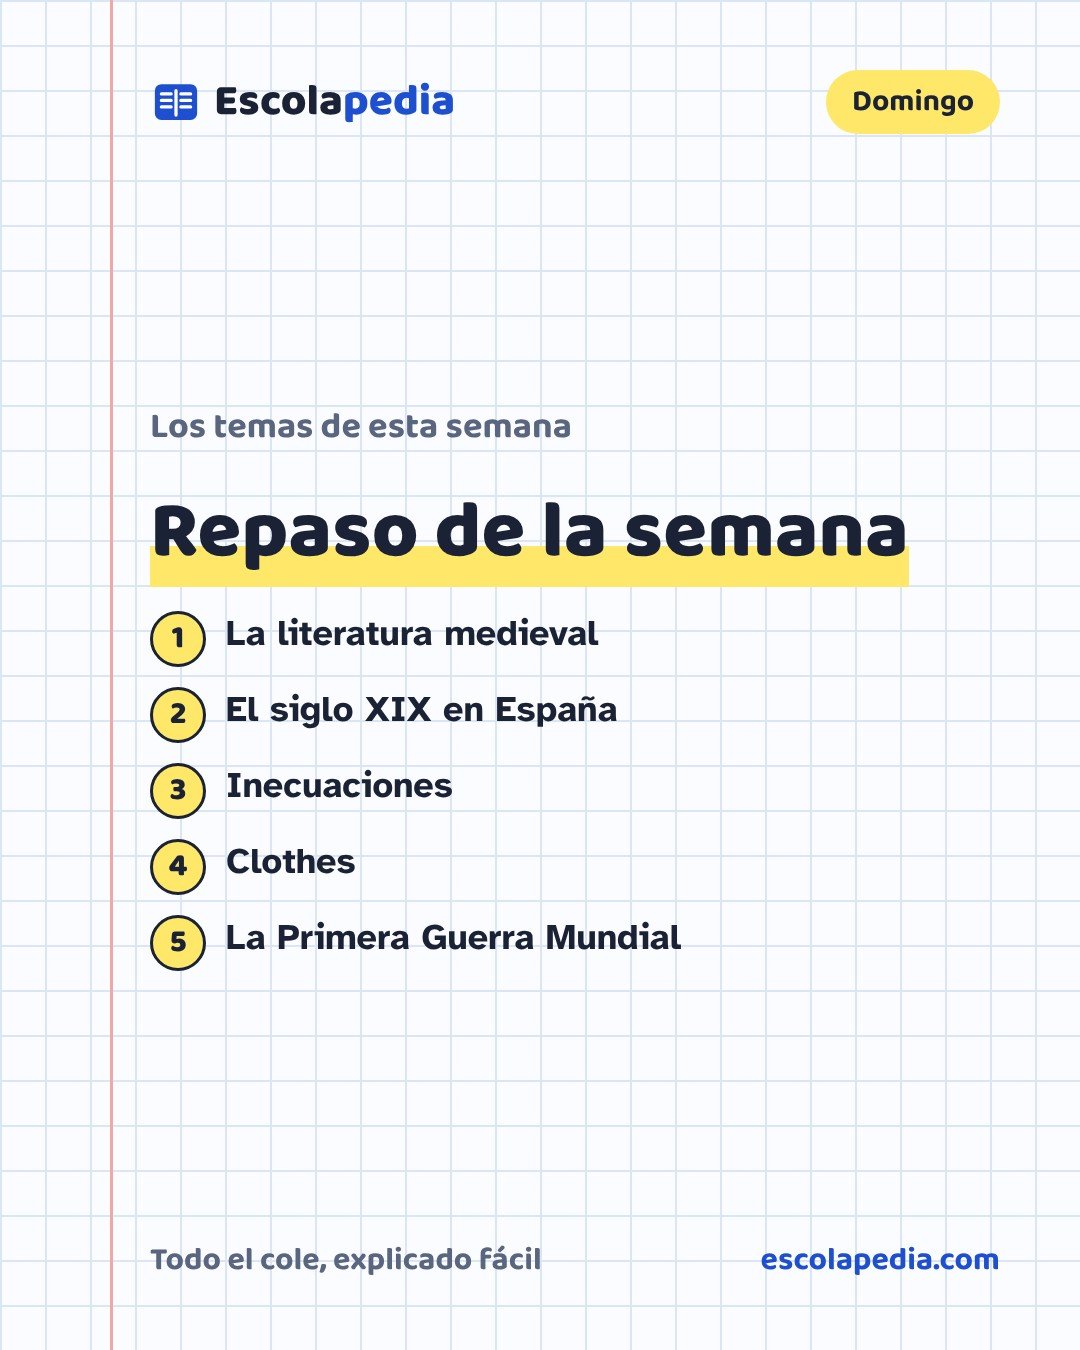 Escolapedia
Domingo
Los temas de esta semana
Repaso de la semana
1 La literatura medieval
2 El siglo XIX en España
3 Inecuaciones
4 Clothes
5 La Primera Guerra Mundial
Todo el cole, explicado fácil
escolapedia.com